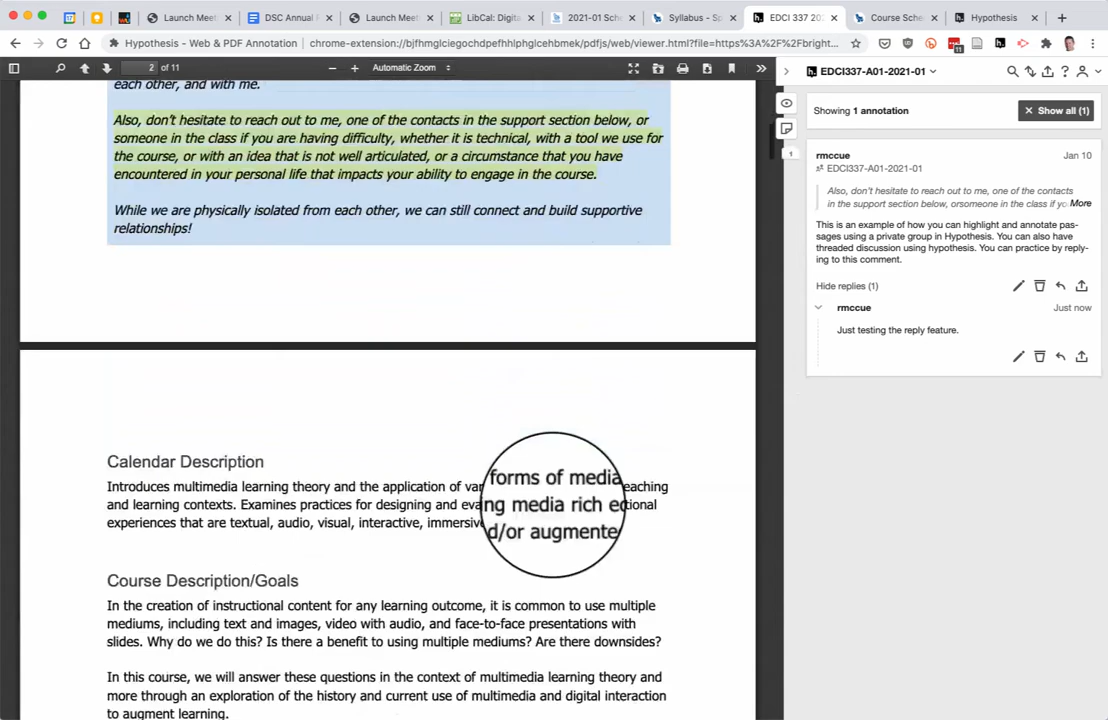 Launch Meet
DSC Annual
Launch Meet
LibCal: Digita
2021-01 Sche
Syllabus - Sp
EDCI 337 202
Course Sche
Hypothesis
Hypothesis - Web & PDF Annotation | chrome-extension://bjfhmglciegochdpefhhlphglcehbmek/pdfjs/web/viewer.html?file=https%3A%2F%2Fbright
11
2 of 11
Automatic Zoom
EDCI337-A01-2021-01
each other, and with me.
Also, don't hesitate to reach out to me, one of the contacts in the support section below, or
someone in the class if you are having difficulty, whether it is technical, with a tool we use for
the course, or with an idea that is not well articulated, or a circumstance that you have
encountered in your personal life that impacts your ability to engage in the course.
While we are physically isolated from each other, we can still connect and build supportive
relationships!
Calendar Description
Introduces multimedia learning theory and the application of var forms of media eaching
and learning contexts. Examines practices for designing and eva ng media rich e tional
experiences that are textual, audio, visual, interactive, immersive d/or augmente
Course Description/Goals
In the creation of instructional content for any learning outcome, it is common to use multiple
mediums, including text and images, video with audio, and face-to-face presentations with
slides. Why do we do this? Is there a benefit to using multiple mediums? Are there downsides?
In this course, we will answer these questions in the context of multimedia learning theory and
more through an exploration of the history and current use of multimedia and digital interaction
to augment learning.
Showing 1 annotation
Show all (1)
1
rmccue
Jan 10
EDCI337-A01-2021-01
Also, don't hesitate to reach out to me, one of the contacts
in the support section below, orsomeone in the class if yo More
This is an example of how you can highlight and annotate pas-
sages using a private group in Hypothesis. You can also have
threaded discussion using hypothesis. You can practice by reply-
ing to this comment.
Hide replies (1)
rmccue
Just now
Just testing the reply feature.